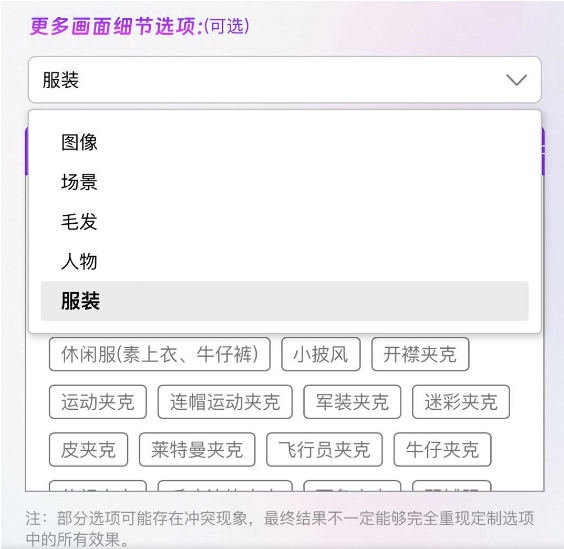 更多画面细节选项:(可选)
服装
图像
场景
毛发
人物
服装
休闲服(素上衣、牛仔裤) 小披风 开襟夹克
运动夹克 连帽运动夹克 军装夹克 迷彩夹克
皮夹克 莱特曼夹克 飞行员夹克 牛仔夹克
注：部分选项可能存在冲突现象，最终结果不一定能够完全重现定制选项
中的所有效果。